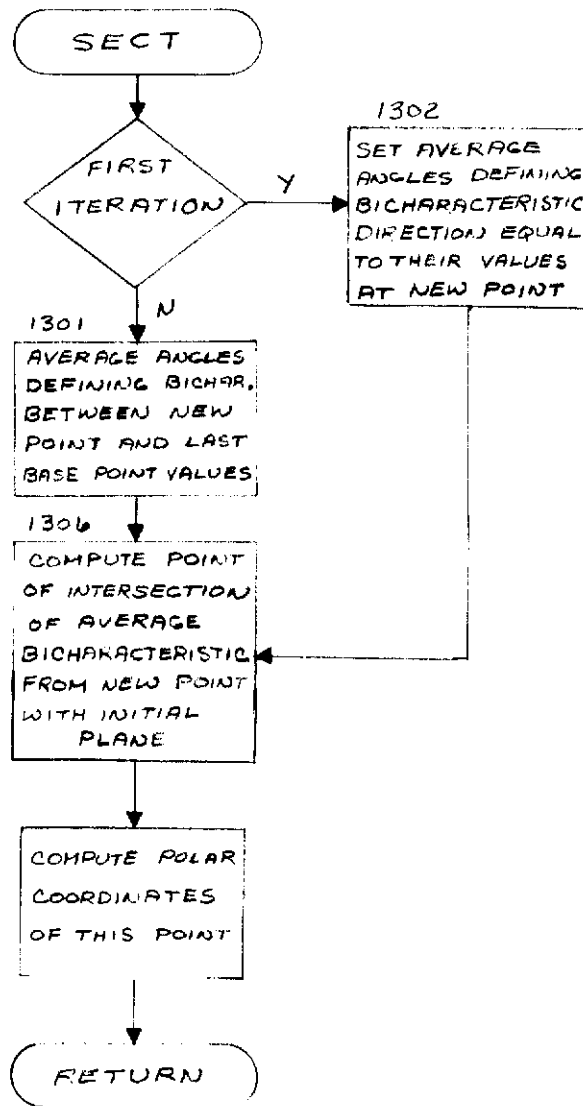 SECT
FIRST
ITERATION
Y
1302
SET AVERAGE
ANGLES DEFINING
BICHARACTERISTIC
DIRECTION EQUAL
TO THEIR VALUES
AT NEW POINT
N
1301
AVERAGE ANGLES
DEFINING BICHAR.
BETWEEN NEW
POINT AND LAST
BASE POINT VALUES
1306
COMPUTE POINT
OF INTERSECTION
OF AVERAGE
BICHARACTERISTIC
FROM NEW POINT
WITH INITIAL
PLANE
COMPUTE POLAR
COORDINATES
OF THIS POINT
RETURN